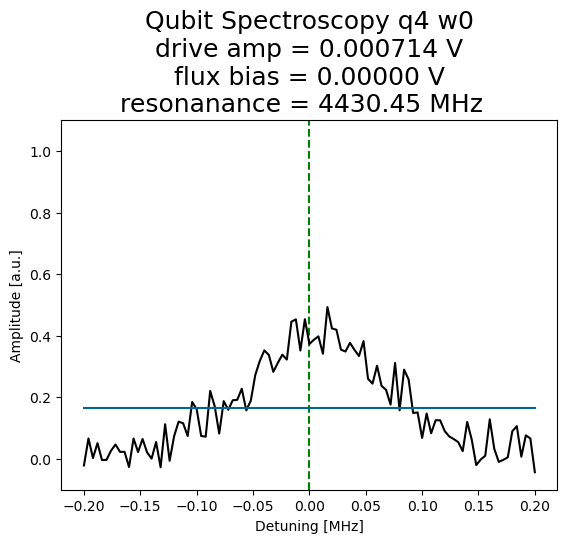 Qubit Spectroscopy q4 w0
drive amp = 0.000714 V
flux bias = 0.00000 V
resonanance = 4430.45 MHz
1.0
0.8
0.6
0.4
0.2
0.0
Amplitude [a.u.]
−0.20 −0.15 −0.10 −0.05 0.00 0.05 0.10 0.15 0.20
Detuning [MHz]